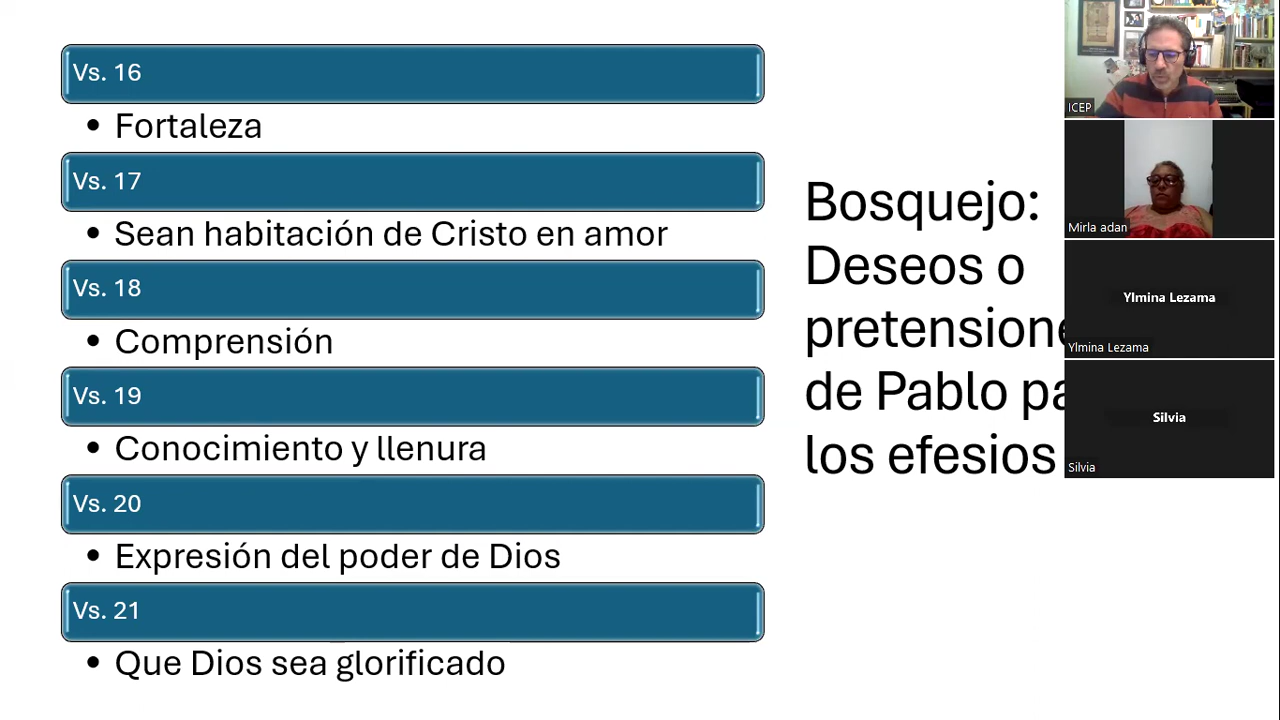 Vs. 16
• Fortaleza
Vs. 17
• Sean habitación de Cristo en amor
Vs. 18
• Comprensión
Vs. 19
• Conocimiento y llenura
Vs. 20
• Expresión del poder de Dios
Vs. 21
• Que Dios sea glorificado
Bosquejo:
Deseos o
pretensione
de Pablo pa
los efesios
ICEP
Mirla adan
Ylmina Lezama
Ylmina Lezama
Silvia
Silvia